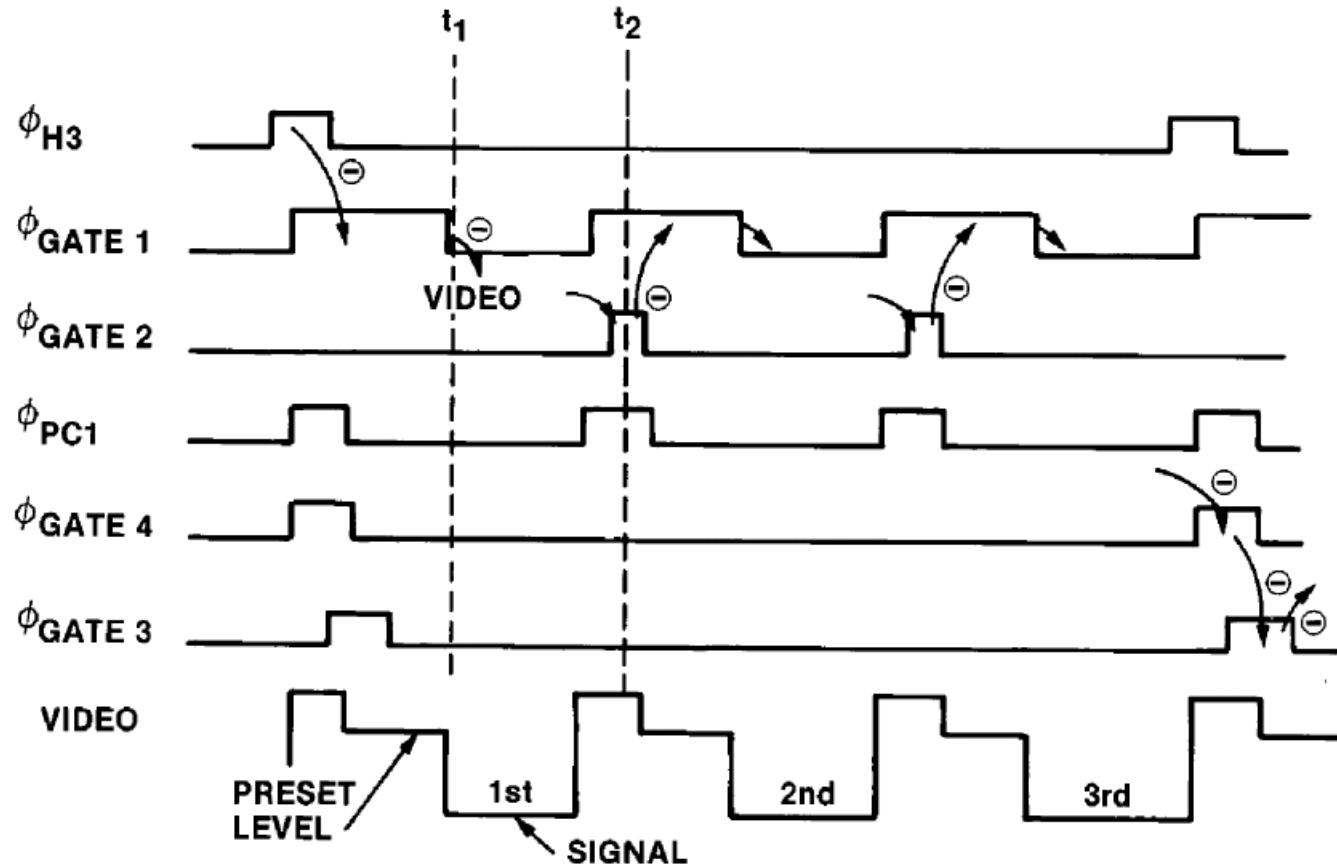 t1
t2
ϕH3
⊖
ϕGATE 1
⊖
VIDEO
⊖
⊖
ϕGATE 2
ϕPC1
⊖
ϕGATE 4
⊖
ϕGATE 3
⊖
VIDEO
PRESET
LEVEL
1st
2nd
3rd
SIGNAL